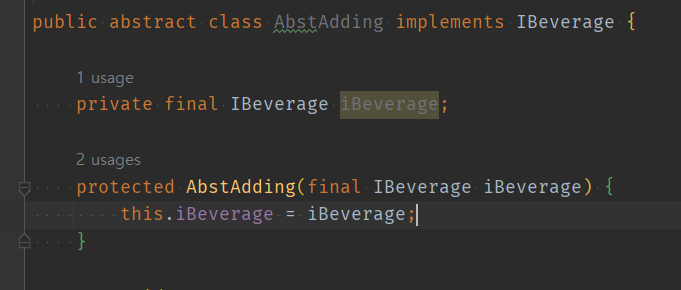 public abstract class AbstAdding implements IBeverage {
1 usage
private final IBeverage iBeverage;
2 usages
protected AbstAdding(final IBeverage iBeverage) {
this.iBeverage = iBeverage;
}